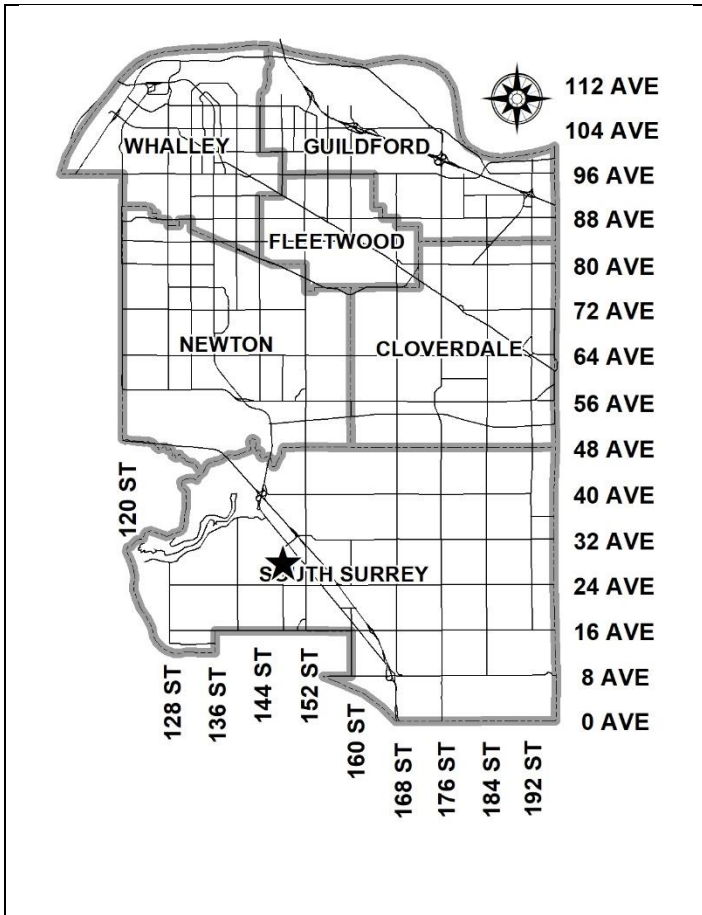 112 AVE
104 AVE
WHALLEY
GUILDFORD
96 AVE
88 AVE
FLEETWOOD
80 AVE
72 AVE
NEWTON
CLOVERDALE
64 AVE
56 AVE
48 AVE
120 ST
40 AVE
32 AVE
SOUTH SURREY
24 AVE
16 AVE
8 AVE
0 AVE
128 ST
136 ST
144 ST
152 ST
160 ST
168 ST
176 ST
184 ST
192 ST